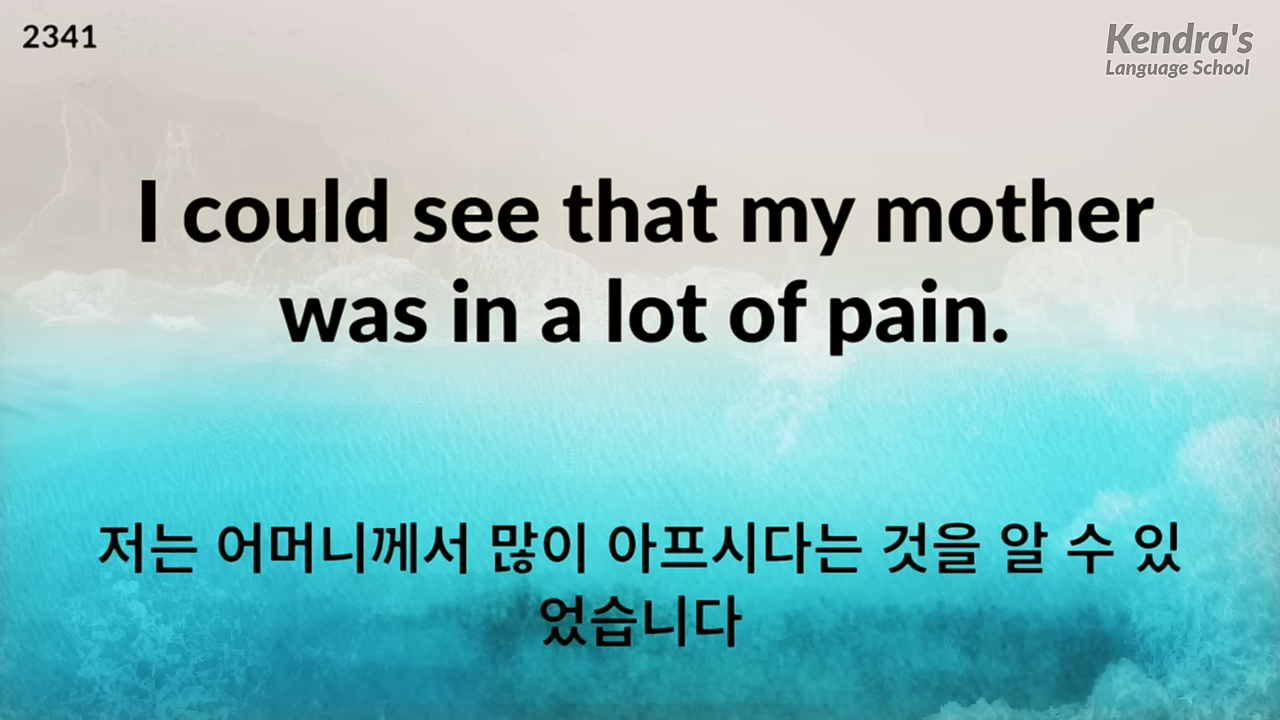 2341
Kendra's
Language School
I could see that my mother
was in a lot of pain.
저는 어머니께서 많이 아프시다는 것을 알 수 있
었습니다